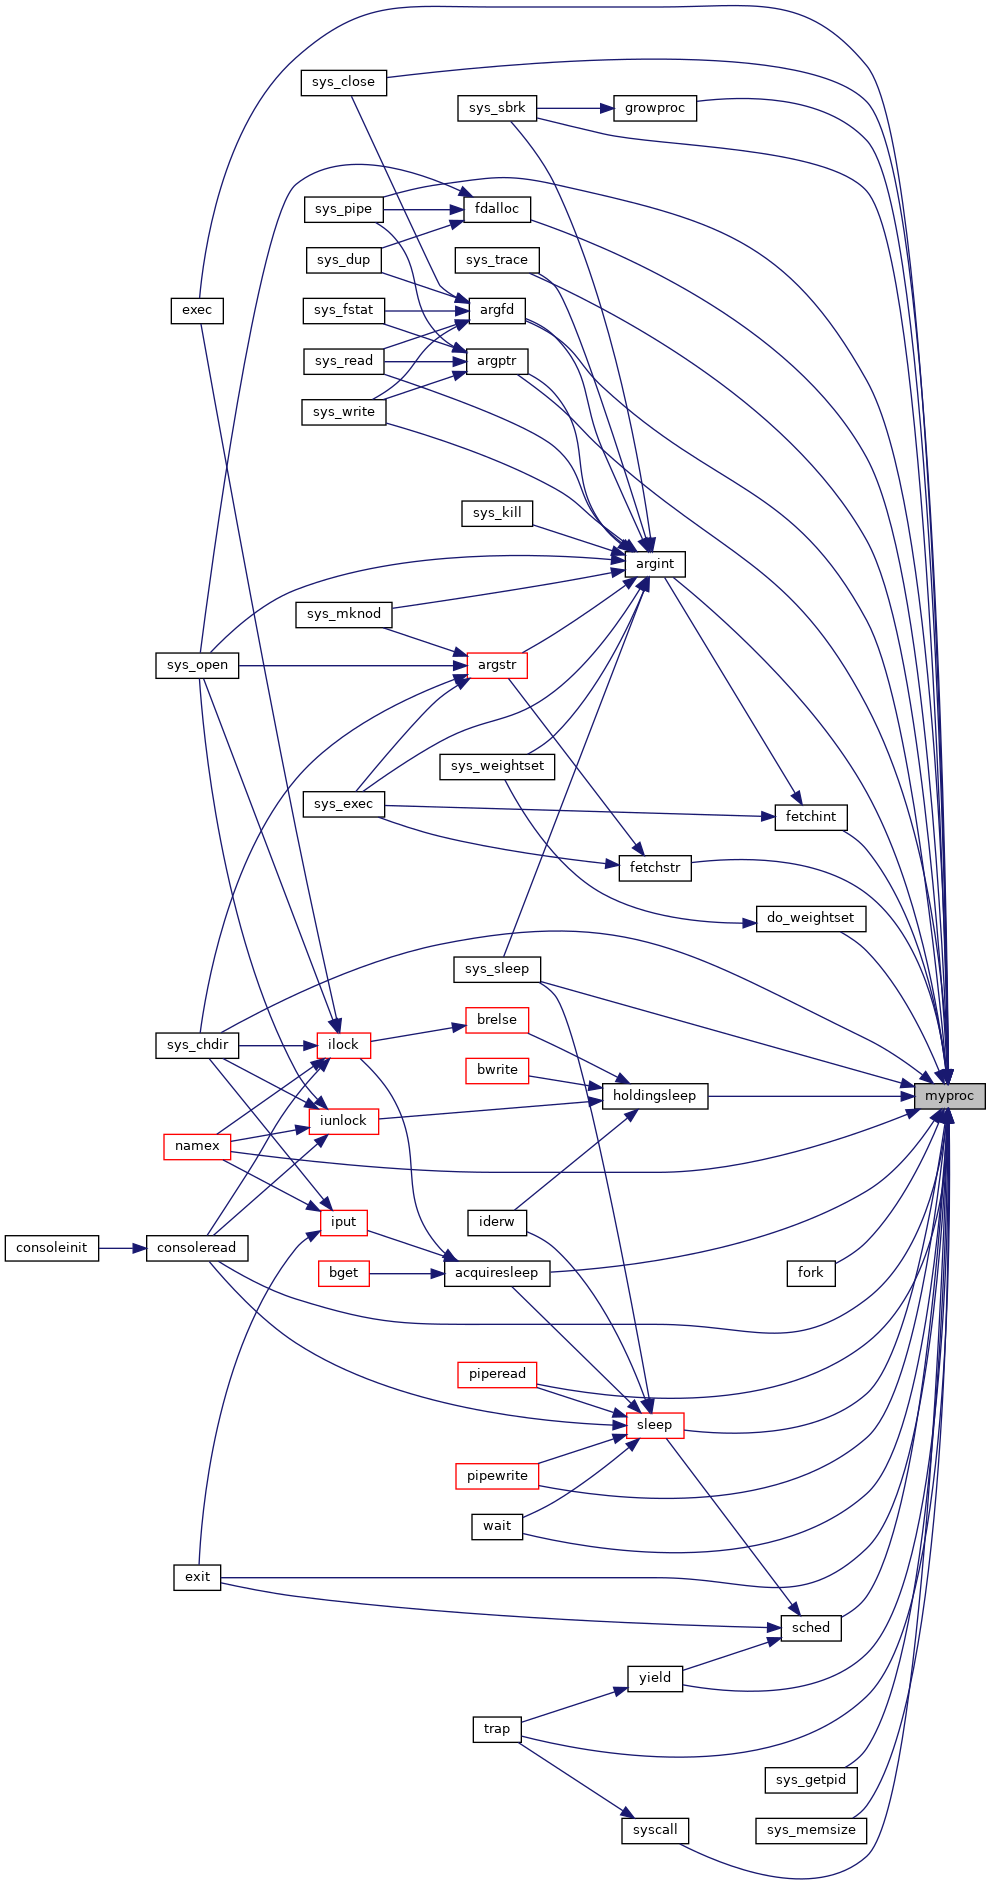 sys_close
sys_sbrk
growproc
sys_pipe
fdalloc
sys_dup
sys_trace
exec
sys_fstat
argfd
sys_read
argptr
sys_write
sys_kill
argint
sys_mknod
sys_open
argstr
sys_weightset
sys_exec
fetchint
fetchstr
do_weightset
sys_sleep
brelse
sys_chdir
ilock
bwrite
holdingsleep
myproc
iunlock
namex
iput
iderw
consoleinit
consoleread
bget
acquiresleep
fork
piperead
sleep
pipewrite
wait
exit
sched
yield
trap
sys_getpid
syscall
sys_memsize